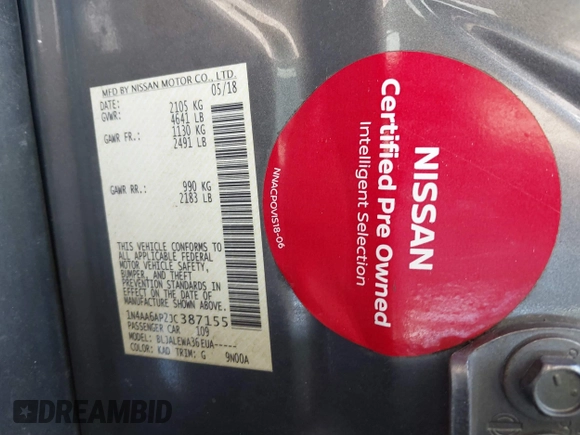 MFD BY NISSAN MOTOR CO., LTD.
DATE: 05/18
GVWR: 2105 KG
4641 LB
GAWR FR.: 1130 KG
2491 LB
GAWR RR.: 990 KG
2183 LB
THIS VEHICLE CONFORMS TO
ALL APPLICABLE FEDERAL
MOTOR VEHICLE SAFETY,
BUMPER, AND THEFT
PREVENTION STANDARDS IN
EFFECT ON THE DATE OF
MANUFACTURE SHOWN ABOVE.
1N4AA6AP2JC387155
PASSENGER CAR 109
MODEL: BLJALEWA36EUA-----
COLOR: KAD TRIM: G 9N00A
NISSAN
Certified Pre Owned
Intelligent Selection
NNACPOVIS18-06
DREAMBID